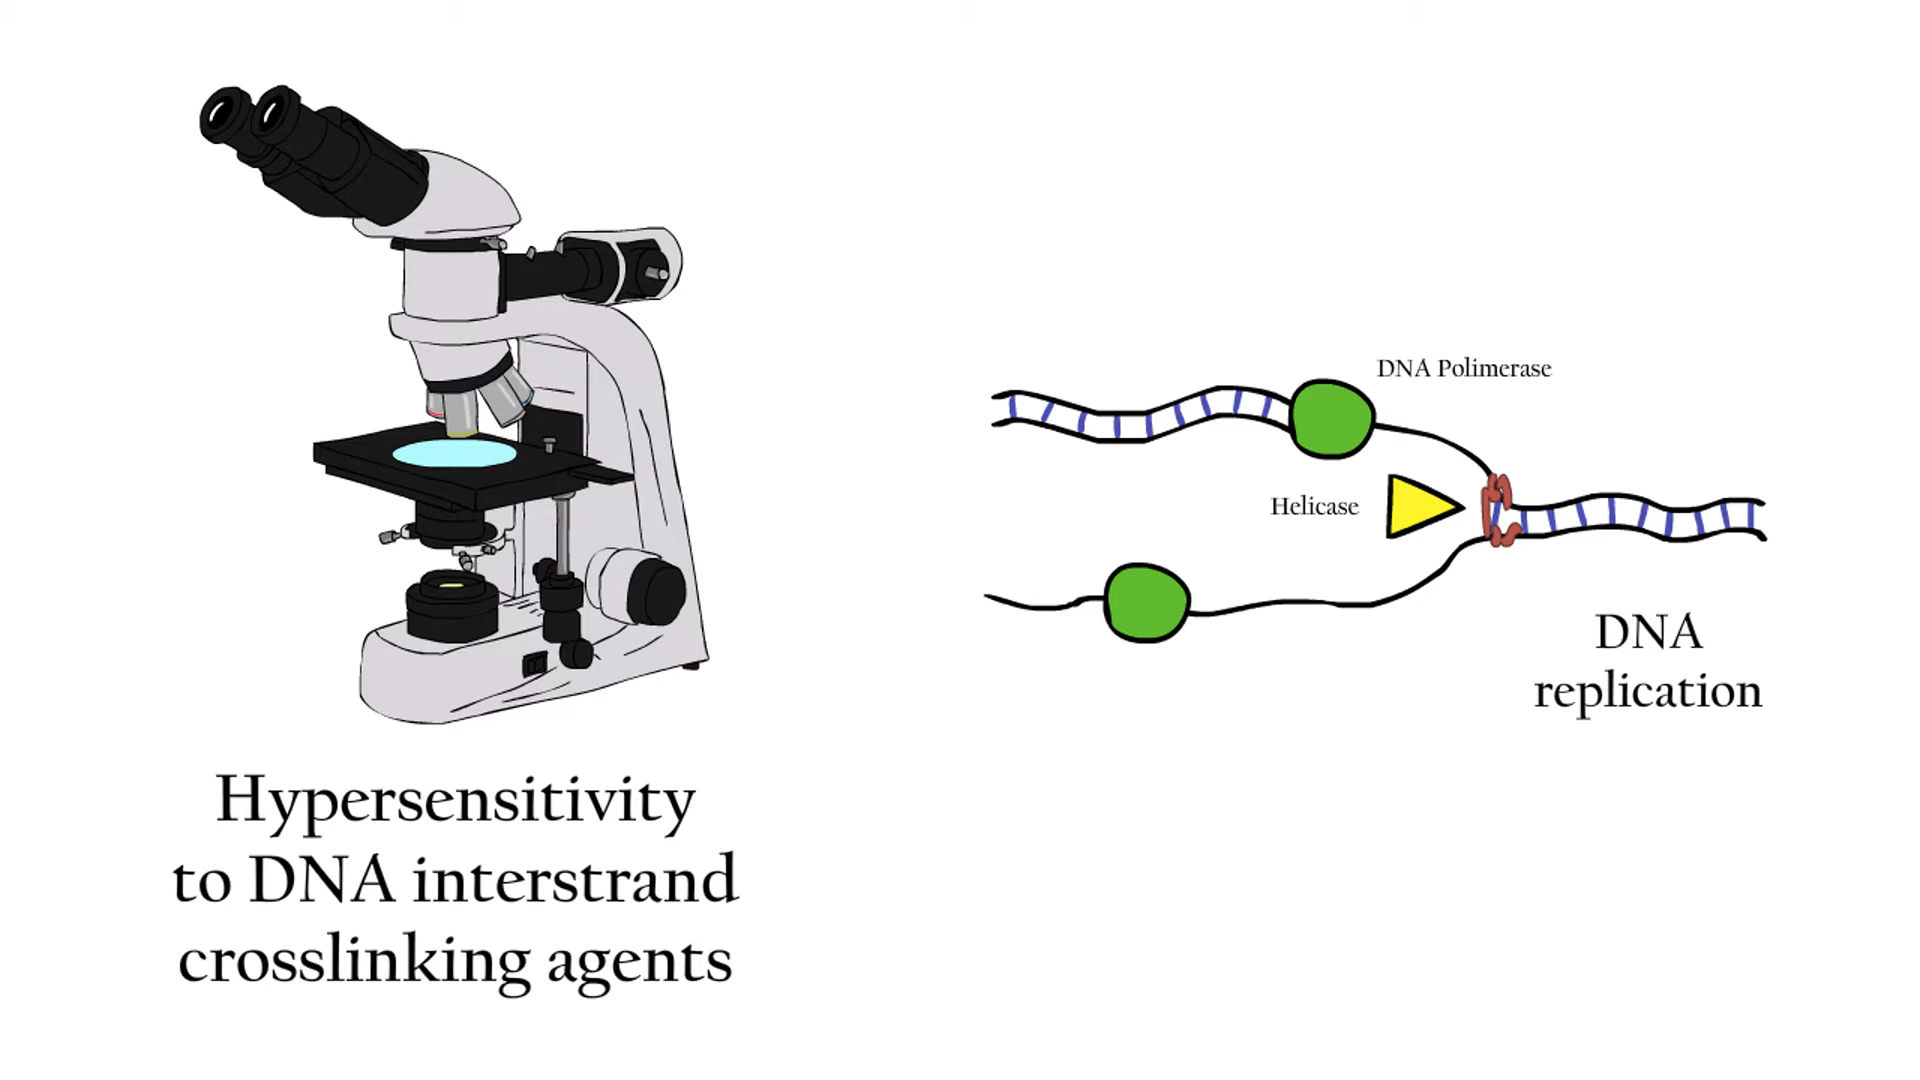 Hypersensitivity
to DNA interstrand
crosslinking agents
DNA Polimerase
Helicase
DNA
replication